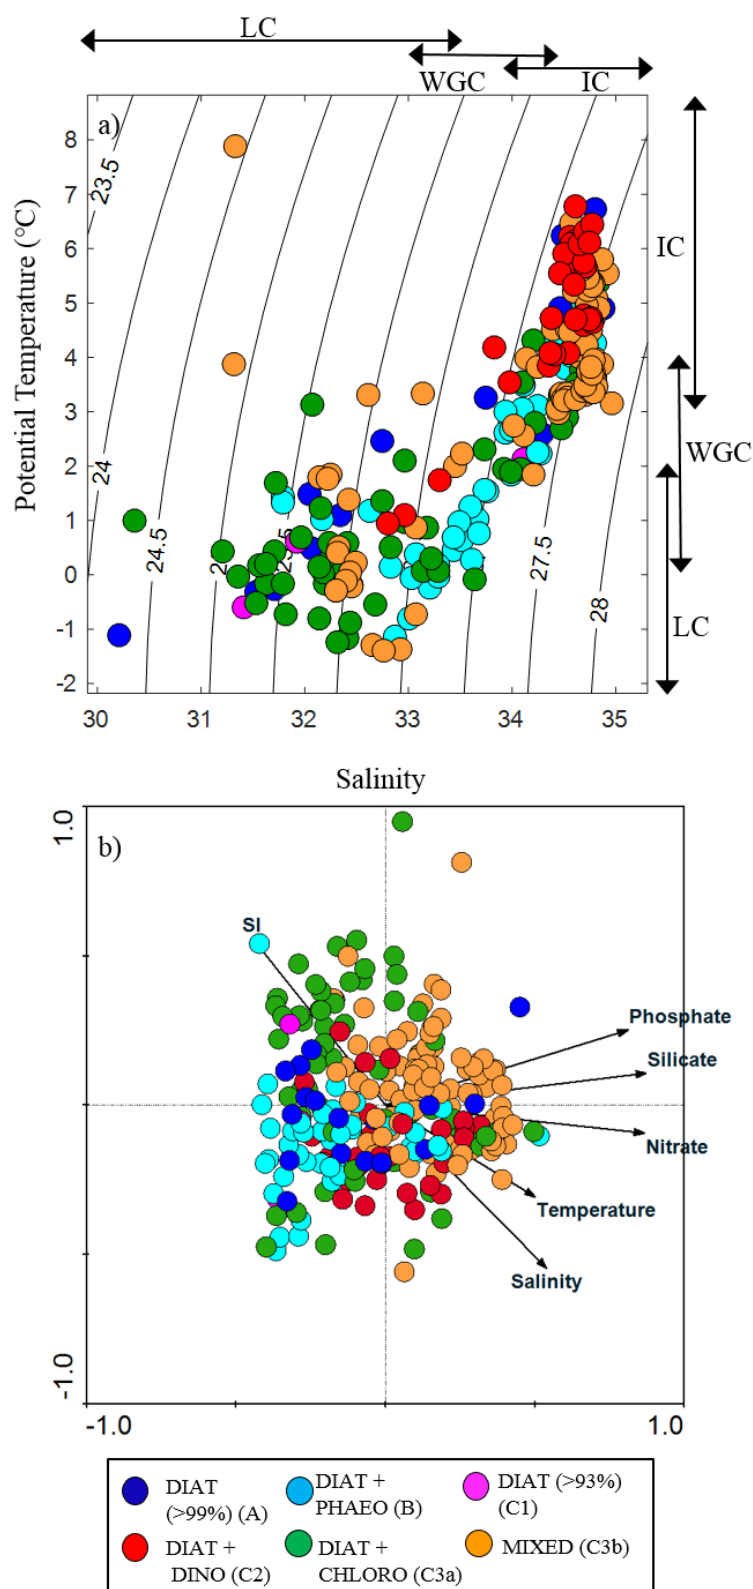 LC
WGC
IC
a)
8
7
6
5
4
3
2
1
0
-1
-2
Potential Temperature (°C)
23.5
24
24.5
27.5
28
IC
WGC
LC
30 31 32 33 34 35
Salinity
1.0
b)
SI
Phosphate
Silicate
Nitrate
Temperature
Salinity
-1.0
-1.0 1.0
DIAT
(>99%) (A)
DIAT +
PHAEO (B)
DIAT (>93%)
(C1)
DIAT +
DINO (C2)
DIAT +
CHLORO (C3a)
MIXED (C3b)